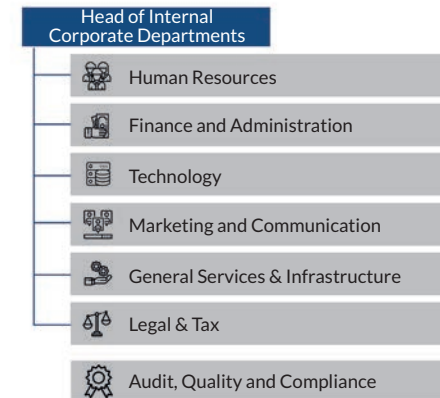 Head of Internal
Corporate Departments
Human Resources
Finance and Administration
Technology
Marketing and Communication
General Services & Infrastructure
Legal & Tax
Audit, Quality and Compliance